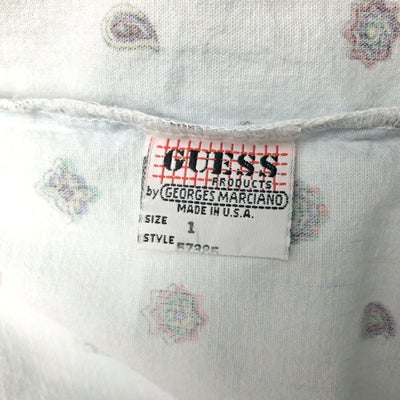 GUESS
PRODUCTS
by GEORGES MARCIANO
MADE IN U.S.A.
SIZE 1
STYLE